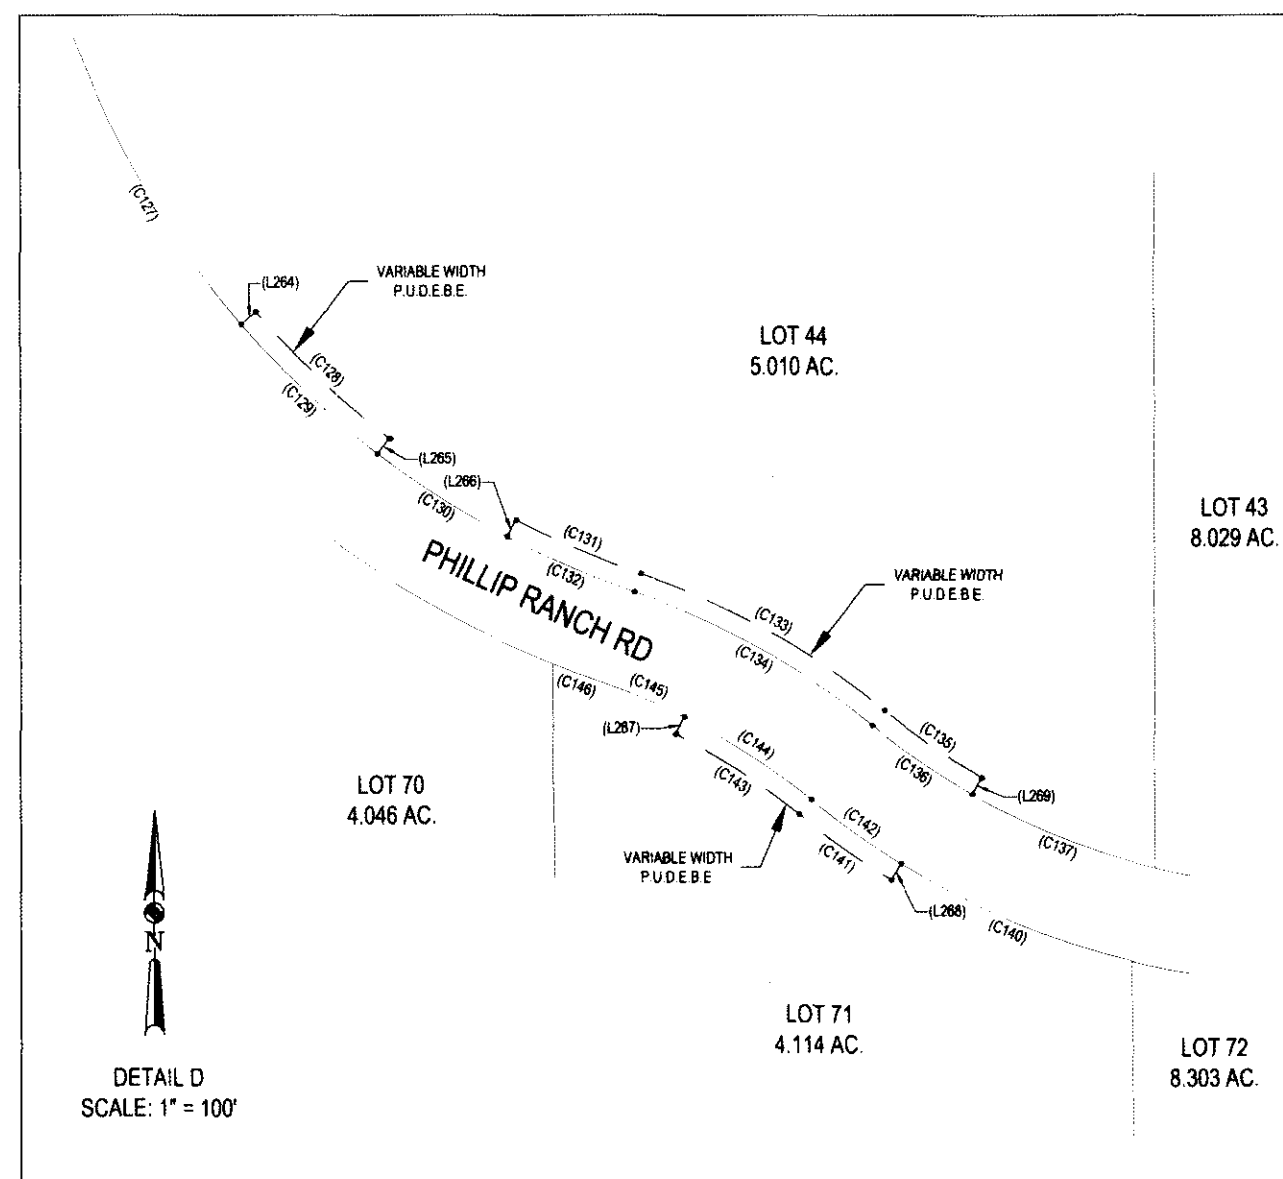 (C127)
(L264)
VARIABLE WIDTH
P.U.D.E.B.E.
LOT 44
5.010 AC.
(C128)
(C129)
(L265)
(L266)
(C130)
(C131)
(C132)
LOT 43
8.029 AC.
PHILLIP RANCH RD
VARIABLE WIDTH
P.U.D.E.B.E
(C133)
(C134)
(C145)
(C146)
(L267)
(C135)
(C136)
(C144)
(C143)
LOT 70
4.046 AC.
(L269)
(C142)
(C137)
(C141)
VARIABLE WIDTH
P.U.D.E.B.E
(L268)
(C140)
N
LOT 71
4.114 AC.
LOT 72
8.303 AC.
DETAIL D
SCALE: 1" = 100'